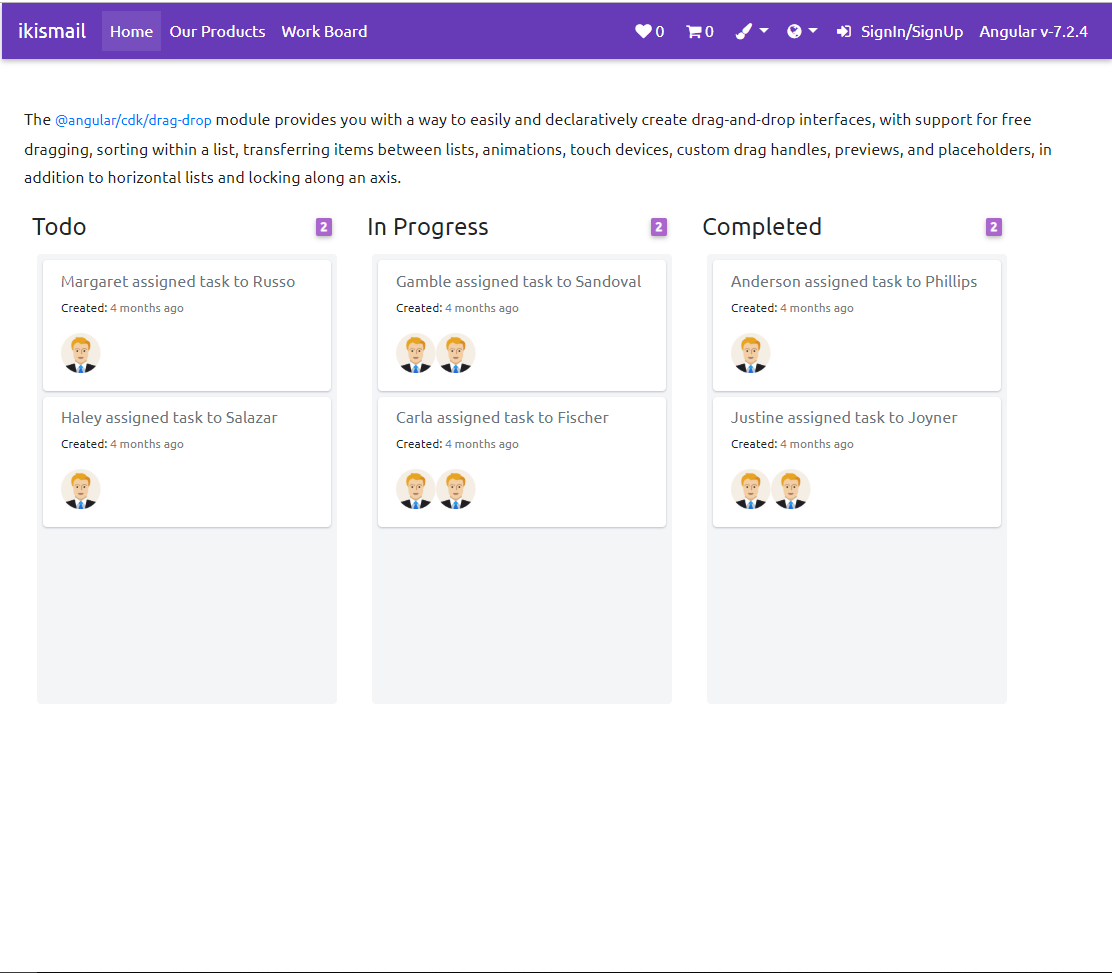 ikismail Home Our Products Work Board 0 0 SignIn/SignUp Angular v-7.2.4
The @angular/cdk/drag-drop module provides you with a way to easily and declaratively create drag-and-drop interfaces, with support for free
dragging, sorting within a list, transferring items between lists, animations, touch devices, custom drag handles, previews, and placeholders, in
addition to horizontal lists and locking along an axis.
Todo 2
Margaret assigned task to Russo
Created: 4 months ago
Haley assigned task to Salazar
Created: 4 months ago
In Progress 2
Gamble assigned task to Sandoval
Created: 4 months ago
Carla assigned task to Fischer
Created: 4 months ago
Completed 2
Anderson assigned task to Phillips
Created: 4 months ago
Justine assigned task to Joyner
Created: 4 months ago